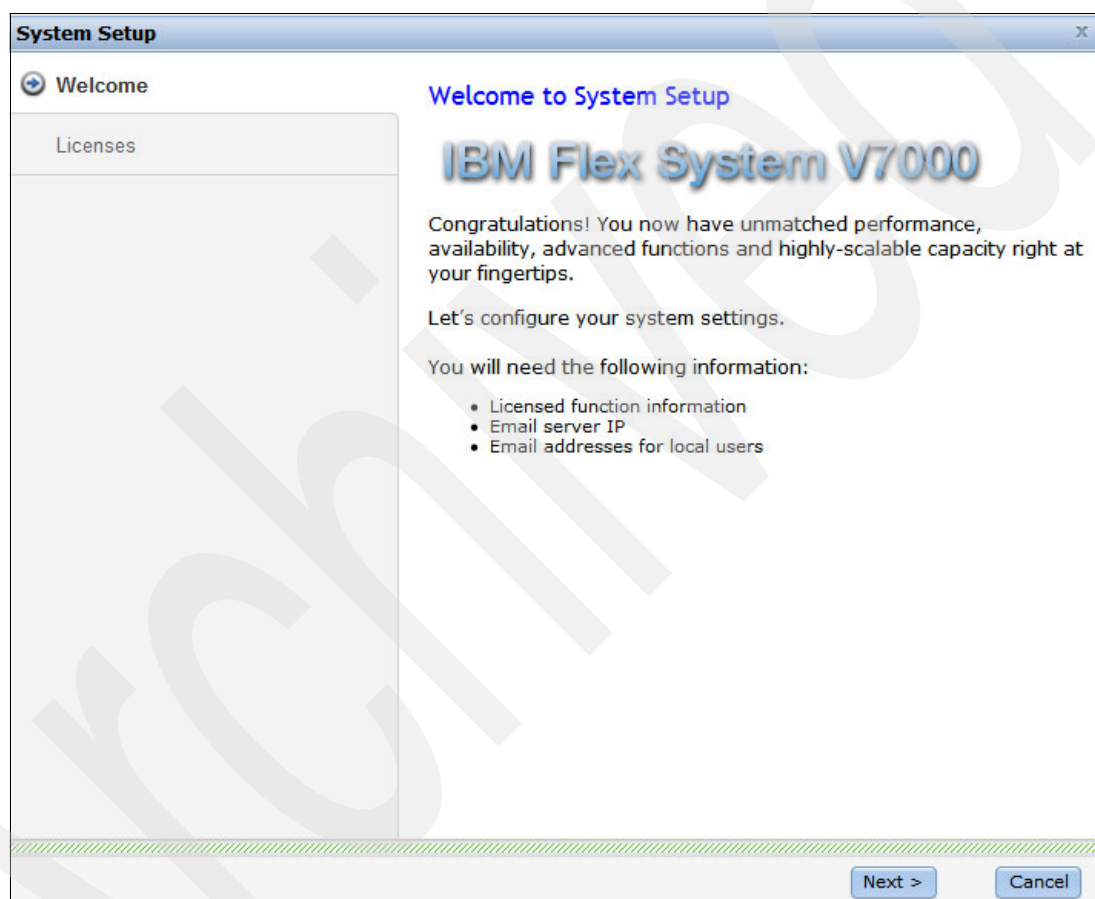 System Setup
x
Welcome
Licenses
Welcome to System Setup
IBM Flex System V7000
Congratulations! You now have unmatched performance,
availability, advanced functions and highly-scalable capacity right at
your fingertips.
Let's configure your system settings.
You will need the following information:
• Licensed function information
• Email server IP
• Email addresses for local users
Next >
Cancel